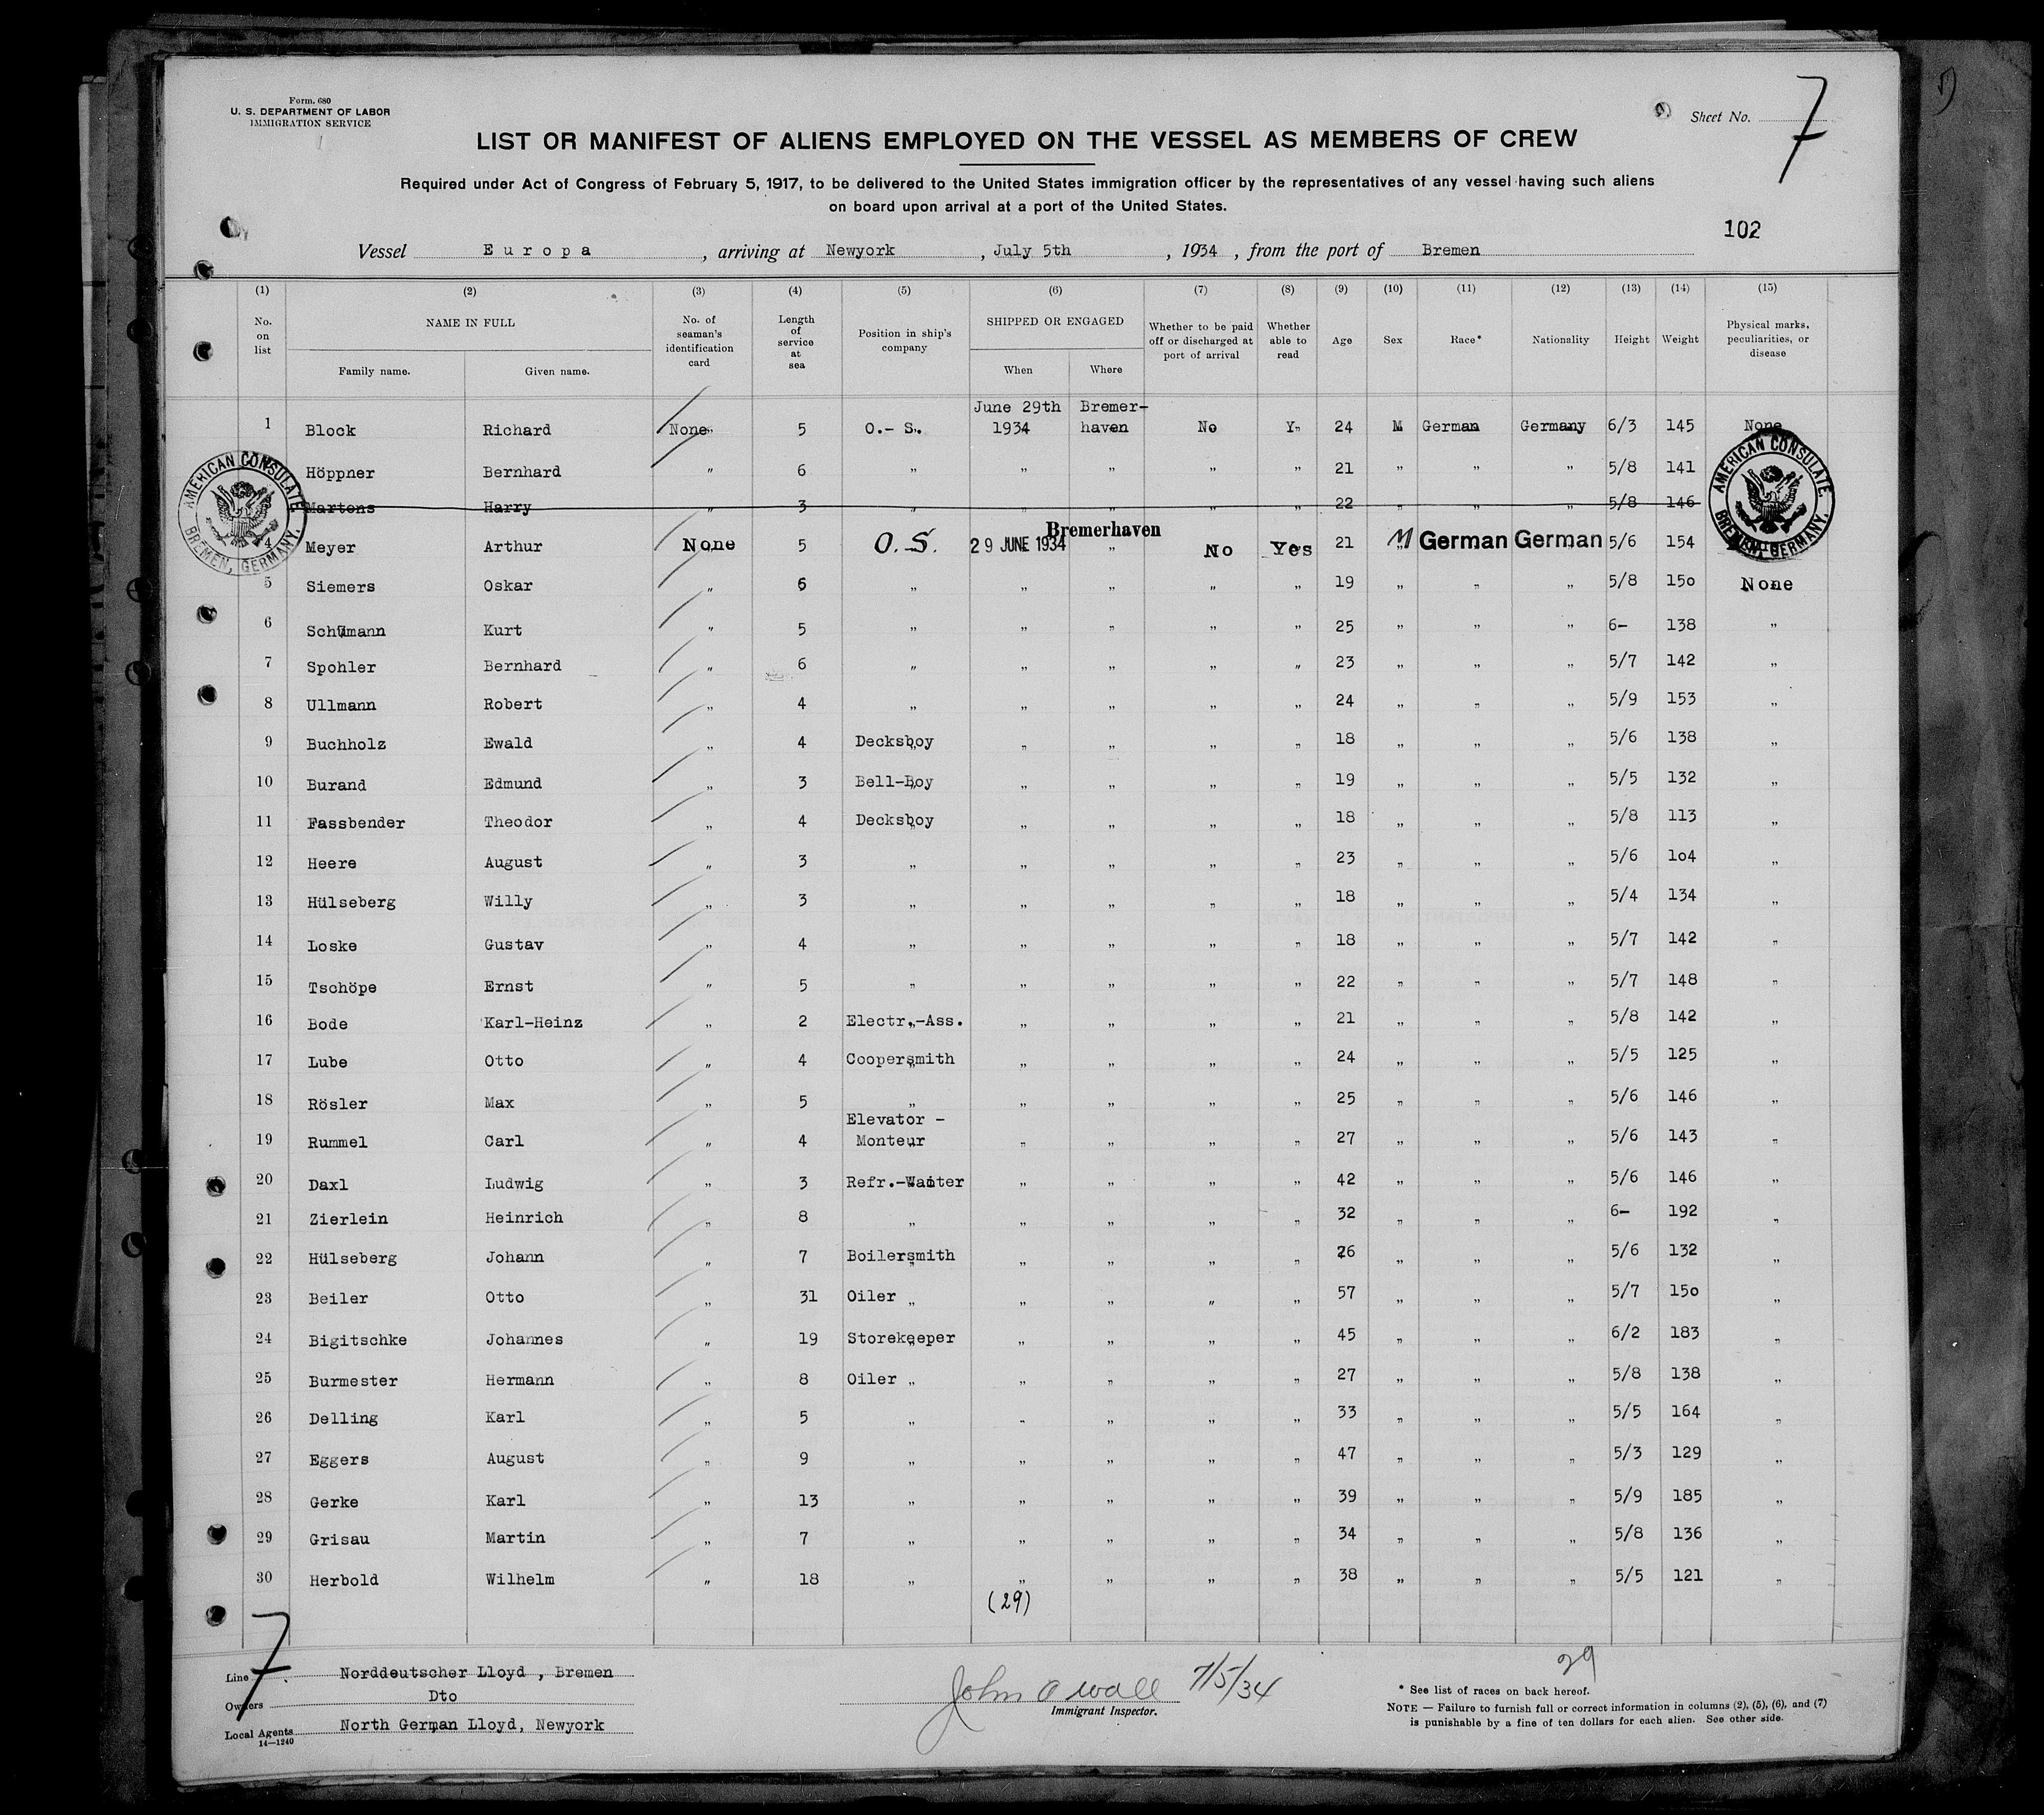 Form. 680
U. S. DEPARTMENT OF LABOR
IMMIGRATION SERVICE
Sheet No. 7
LIST OR MANIFEST OF ALIENS EMPLOYED ON THE VESSEL AS MEMBERS OF CREW
Required under Act of Congress of February 5, 1917, to be delivered to the United States immigration officer by the representatives of any vessel having such aliens
on board upon arrival at a port of the United States.
102
Vessel Europa, arriving at Newyork, July 5th, 1934, from the port of Bremen
(1) (2) (3) (4) (5) (6) (7) (8) (9) (10) (11) (12) (13) (14) (15)
No. on list NAME IN FULL Family name. Given name. No. of seaman's identification card Length of service at sea Position in ship's company SHIPPED OR ENGAGED When Where Whether to be paid off or discharged at port of arrival Whether able to read Age Sex Race* Nationality Height Weight Physical marks, peculiarities, or disease
June 29th Bremer-
1 Block Richard None 5 O.- S. 1934 haven No Y 24 M German Germany 6/3 145 None
Höppner Bernhard " 6 " " " " " 21 " " " 5/8 141
Martens Harry " 3 " " " " " 22 " " " 5/8 146
AMERICAN CONSULATE BREMEN, GERMANY.
AMERICAN CONSULATE BREMEN, GERMANY.
4 Meyer Arthur None 5 O.S. 29 JUNE 1934 Bremerhaven No Yes 21 M German German 5/6 154
5 Siemers Oskar " 6 " " " " " 19 " " " 5/8 150 None
6 Schümann Kurt " 5 " " " " " 25 " " " 6- 138 "
7 Spohler Bernhard " 6 " " " " " 23 " " " 5/7 142 "
8 Ullmann Robert " 4 " " " " " 24 " " " 5/9 153 "
9 Buchholz Ewald " 4 Decksboy " " " " 18 " " " 5/6 138 "
10 Burand Edmund " 3 Bell-Boy " " " " 19 " " " 5/5 132 "
11 Fassbender Theodor " 4 Decksboy " " " " 18 " " " 5/8 113 "
12 Heere August " 3 " " " " " 23 " " " 5/6 104 "
13 Hülseberg Willy " 3 " " " " " 18 " " " 5/4 134 "
14 Loske Gustav " 4 " " " " " 18 " " " 5/7 142 "
15 Tschöpe Ernst " 5 " " " " " 22 " " " 5/7 148 "
16 Bode Karl-Heinz " 2 Electr.-Ass. " " " " 21 " " " 5/8 142 "
17 Lube Otto " 4 Coopersmith " " " " 24 " " " 5/5 125 "
18 Rösler Max " 5 " " " " " 25 " " " 5/6 146 "
Elevator -
19 Rummel Carl " 4 Monteur " " " " 27 " " " 5/6 143 "
20 Daxl Ludwig " 3 Refr.-Waiter " " " " 42 " " " 5/6 146 "
21 Zierlein Heinrich " 8 " " " " " 32 " " " 6- 192 "
22 Hülseberg Johann " 7 Boilersmith " " " " 26 " " " 5/6 132 "
23 Beiler Otto " 31 Oiler " " " " " 57 " " " 5/7 150 "
24 Bigitschke Johannes " 19 Storekeeper " " " " 45 " " " 6/2 183 "
25 Burmester Hermann " 8 Oiler " " " " " 27 " " " 5/8 138 "
26 Delling Karl " 5 " " " " " 33 " " " 5/5 164 "
27 Eggers August " 9 " " " " " 47 " " " 5/3 129 "
28 Gerke Karl " 13 " " " " " 39 " " " 5/9 185 "
29 Grisau Martin " 7 " " " " " 34 " " " 5/8 136 "
30 Herbold Wilhelm " 18 " " " " " 38 " " " 5/5 121 "
(29)
7
Line Norddeutscher Lloyd , Bremen
Owners Dto
Local Agents North German Lloyd, Newyork
14—1240
John O Wall 7/5/34
Immigrant Inspector.
29
* See list of races on back hereof.
NOTE — Failure to furnish full or correct information in columns (2), (5), (6), and (7)
is punishable by a fine of ten dollars for each alien. See other side.